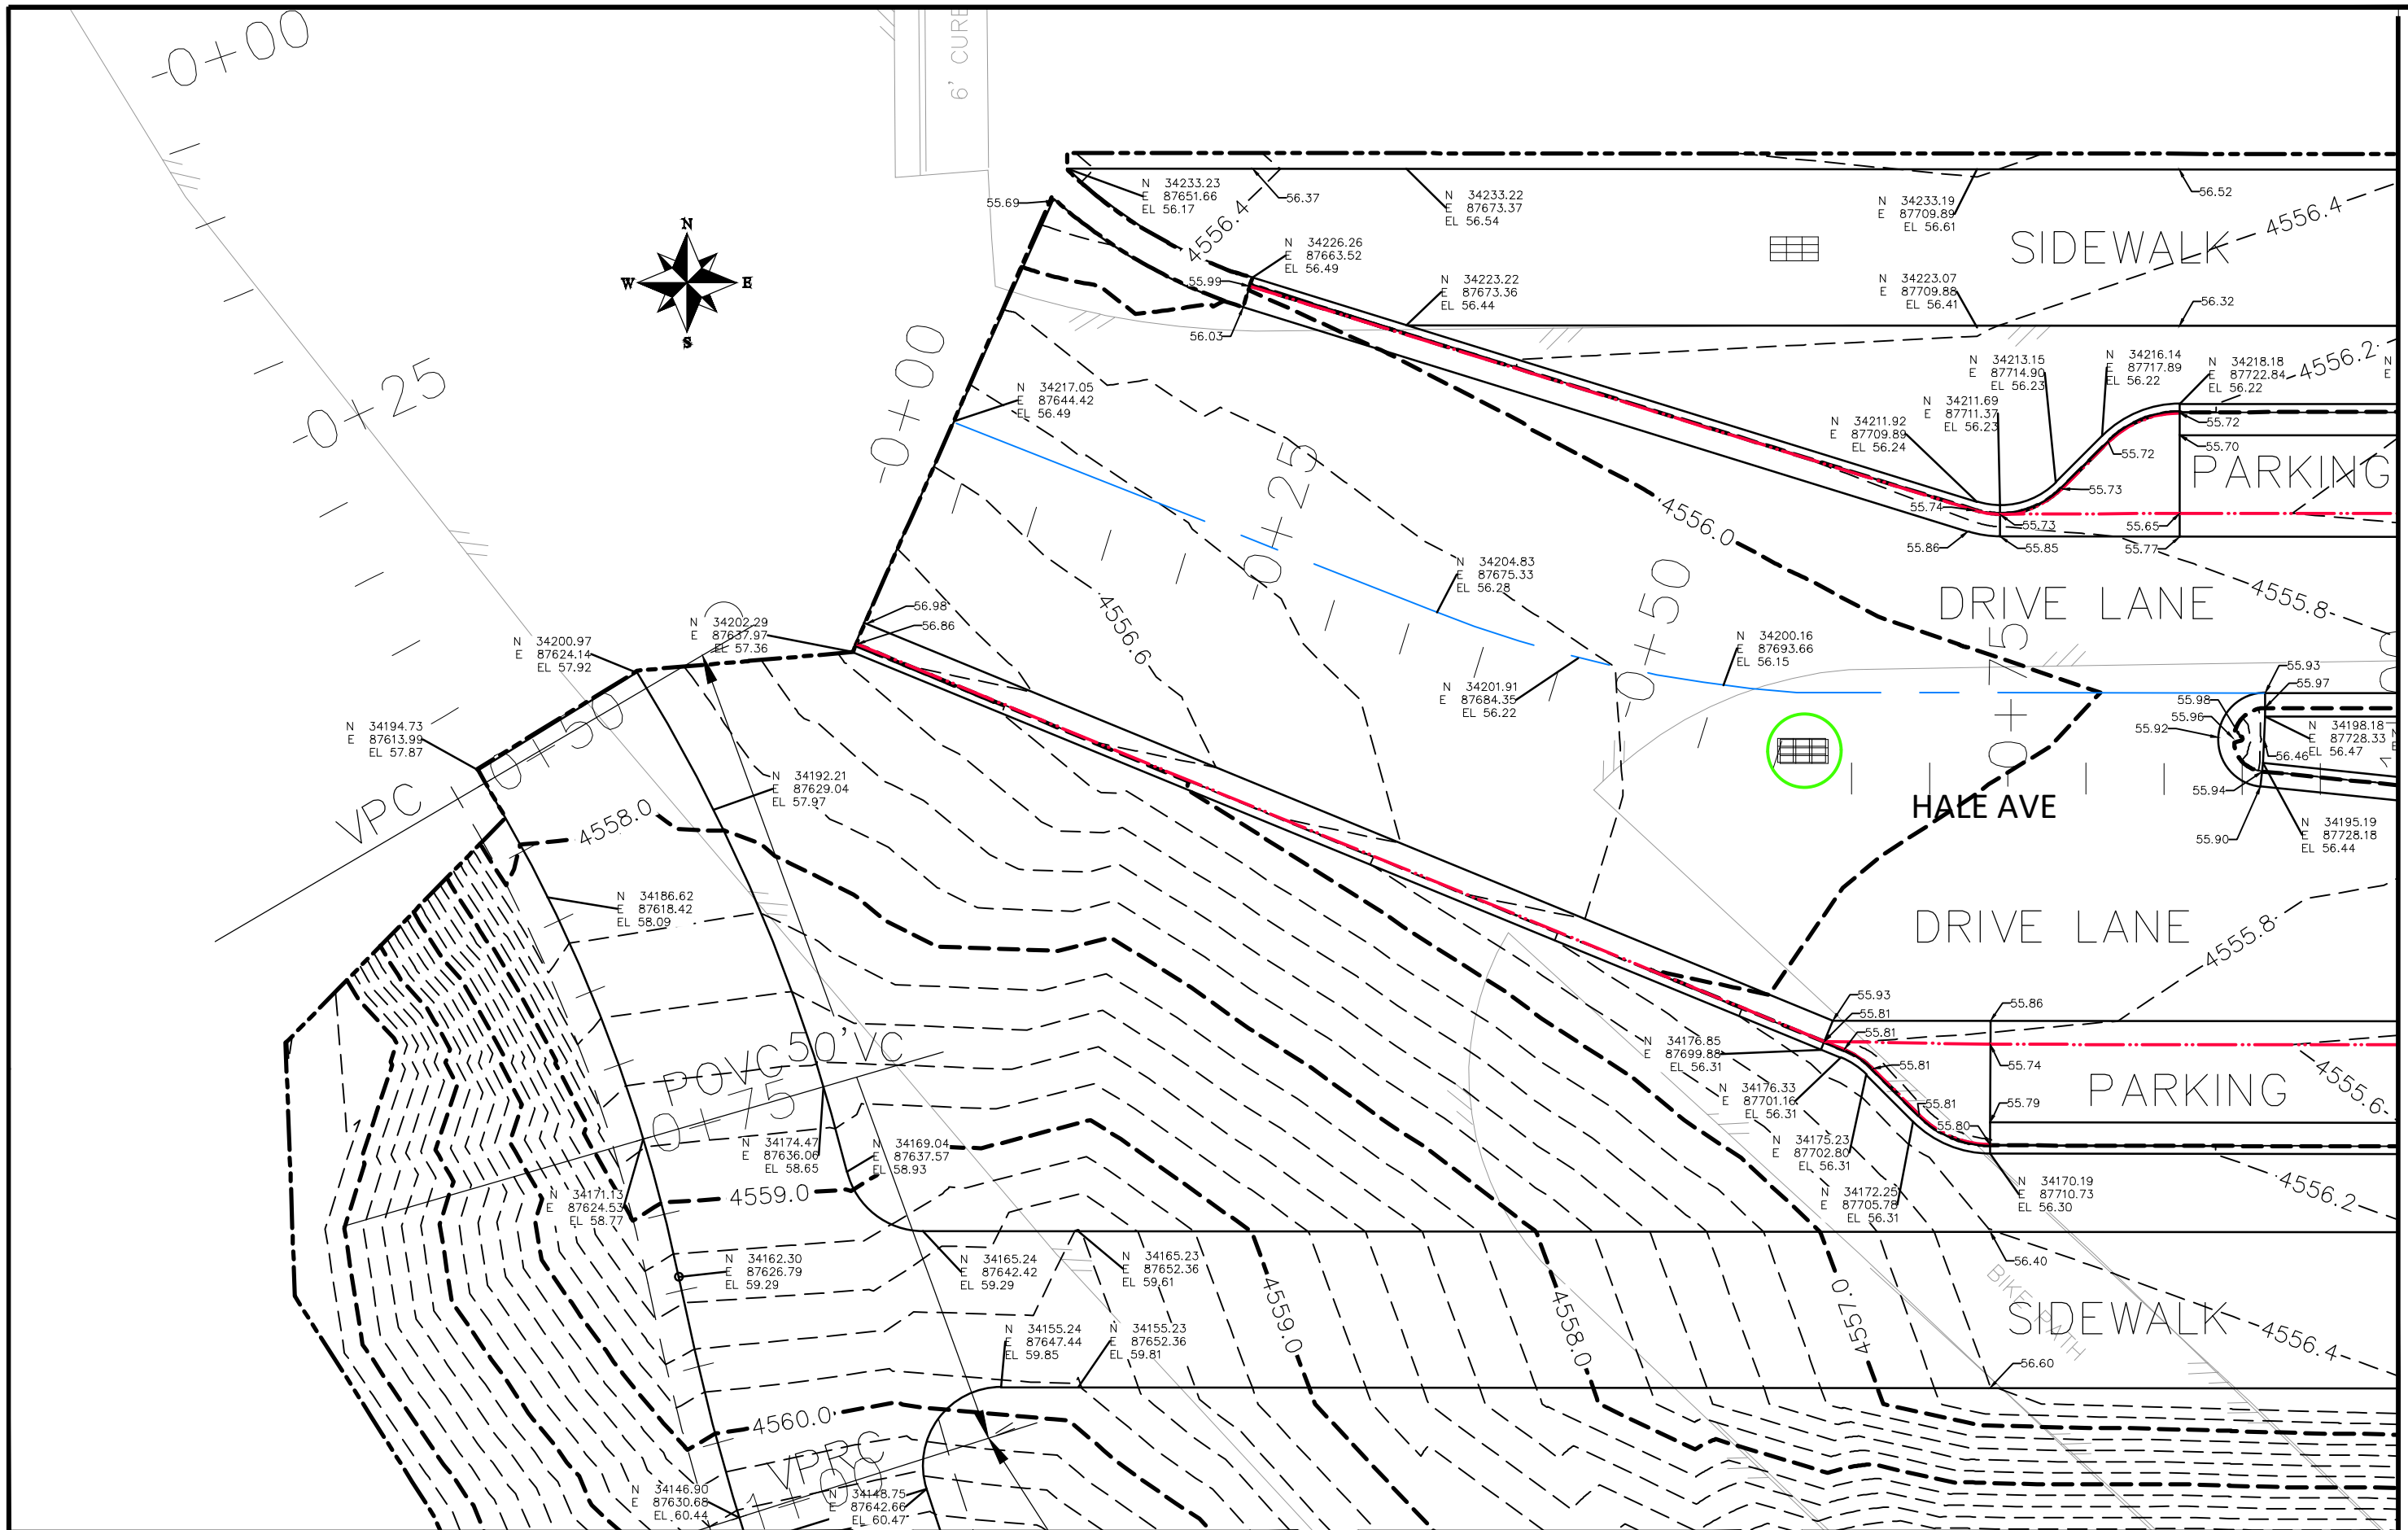 -0+00
6' CURB
N
W
E
S
55.69
N 34233.23
E 87651.66
EL 56.17
4556.4
56.37
N 34233.22
E 87673.37
EL 56.54
N 34233.19
E 87709.89
EL 56.61
56.52
SIDEWALK
4556.4
N 34226.26
E 87663.52
EL 56.49
55.99
56.03
N 34223.22
E 87673.36
EL 56.44
N 34223.07
E 87709.88
EL 56.41
56.32
-0+25
-0+00
N 34217.05
E 87644.42
EL 56.49
N 34213.15
E 87714.90
EL 56.23
N 34216.14
E 87717.89
EL 56.22
N 34218.18
E 87722.84
EL 56.22
4556.2
N
E
N 34211.69
E 87711.37
EL 56.23
N 34211.92
E 87709.89
EL 56.24
55.72
55.70
55.72
PARKING
55.73
55.74
55.73
55.65
55.86
55.85
55.77
-0+25
4556.0
N 34204.83
E 87675.33
EL 56.28
-0+50
DRIVE LANE
4555.8
56.98
56.86
4556.6
N 34202.29
E 87637.97
EL 57.36
N 34200.97
E 87624.14
EL 57.92
N 34200.16
E 87693.66
EL 56.15
N 34201.91
E 87684.35
EL 56.22
0+75
55.93
55.97
55.98
55.96
55.92
N 34198.18
E 87728.33
EL 56.47
56.46
55.94
55.90
N 34195.19
E 87728.18
EL 56.44
HALE AVE
N 34194.73
E 87613.99
EL 57.87
VPC
0+50
4558.0
N 34192.21
E 87629.04
EL 57.97
N 34186.62
E 87618.42
EL 58.09
DRIVE LANE
4555.8
55.93
55.81
55.81
55.86
N 34176.85
E 87699.88
EL 56.31
55.81
55.74
PARKING
4555.6
N 34176.33
E 87701.16
EL 56.31
55.81
55.79
55.80
POVC
0+75
50' VC
N 34174.47
E 87636.06
EL 58.65
N 34169.04
E 87637.57
EL 58.93
N 34175.23
E 87702.80
EL 56.31
N 34171.13
E 87624.53
EL 58.77
4559.0
N 34172.25
E 87705.78
EL 56.31
N 34170.19
E 87710.73
EL 56.30
4556.2
N 34162.30
E 87626.79
EL 59.29
N 34165.24
E 87642.42
EL 59.29
N 34165.23
E 87652.36
EL 59.61
56.40
BIKE PATH
SIDEWALK
4556.4
4559.0
4558.0
4557.0
N 34155.24
E 87647.44
EL 59.85
N 34155.23
E 87652.36
EL 59.81
56.60
4560.0
VPRC
1+00
N 34146.90
E 87630.68
EL 60.44
N 34148.75
E 87642.66
EL 60.47